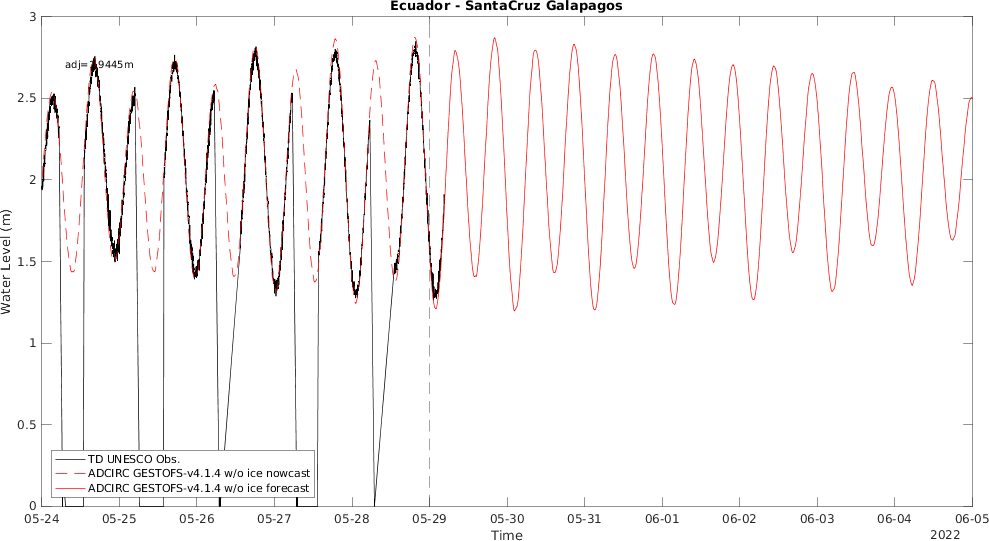 Ecuador - SantaCruz Galapagos
adj=1.9445m
Water Level (m)
3
2.5
2
1.5
1
0.5
0
TD UNESCO Obs.
ADCIRC GESTOFS-v4.1.4 w/o ice nowcast
ADCIRC GESTOFS-v4.1.4 w/o ice forecast
05-24 05-25 05-26 05-27 05-28 05-29 05-30 05-31 06-01 06-02 06-03 06-04 06-05
Time
2022